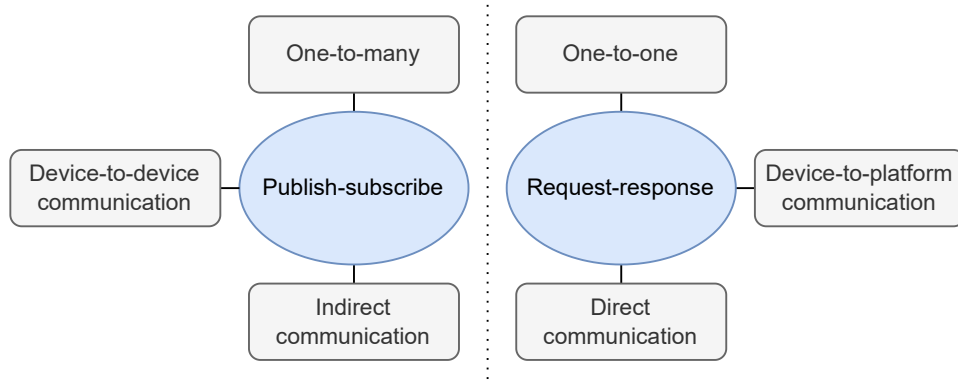 One-to-many
Device-to-device
communication
Publish-subscribe
Indirect
communication
One-to-one
Request-response
Device-to-platform
communication
Direct
communication